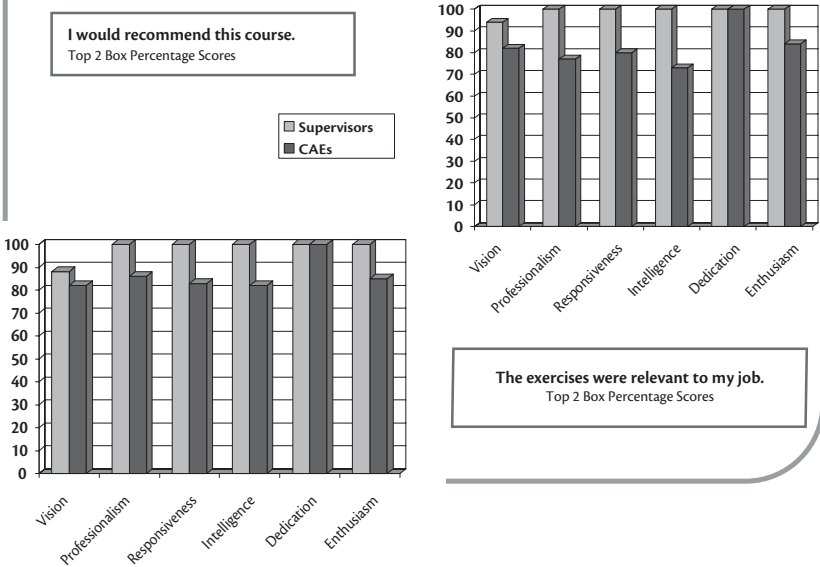 I would recommend this course.
Top 2 Box Percentage Scores
Supervisors
CAEs
100
90
80
70
60
50
40
30
20
10
0
Vision
Professionalism
Responsiveness
Intelligence
Dedication
Enthusiasm
100
90
80
70
60
50
40
30
20
10
0
Vision
Professionalism
Responsiveness
Intelligence
Dedication
Enthusiasm
The exercises were relevant to my job.
Top 2 Box Percentage Scores